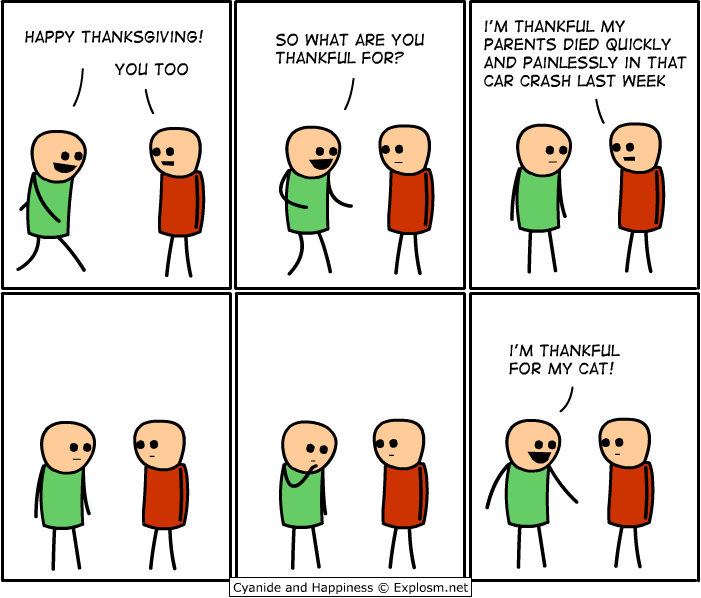 HAPPY THANKSGIVING!
YOU TOO
SO WHAT ARE YOU
THANKFUL FOR?
I'M THANKFUL MY
PARENTS DIED QUICKLY
AND PAINLESSLY IN THAT
CAR CRASH LAST WEEK
I'M THANKFUL
FOR MY CAT!
Cyanide and Happiness © Explosm.net